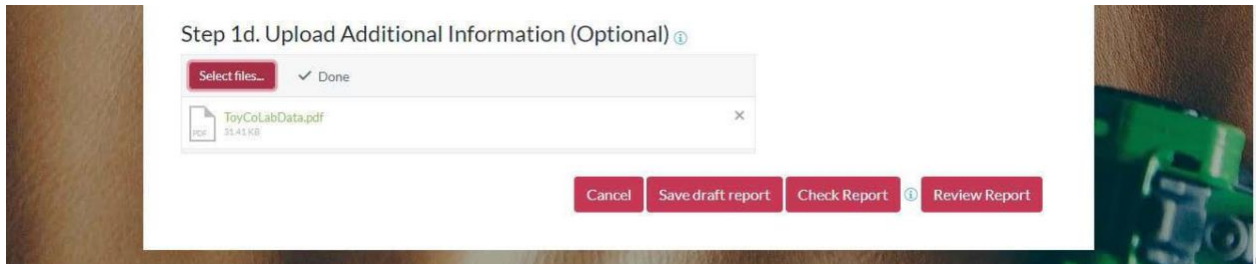 Step 1d. Upload Additional Information (Optional)
Select files...
Done
ToyCoLabData.pdf
PDF
31.41 KB
Cancel
Save draft report
Check Report
Review Report